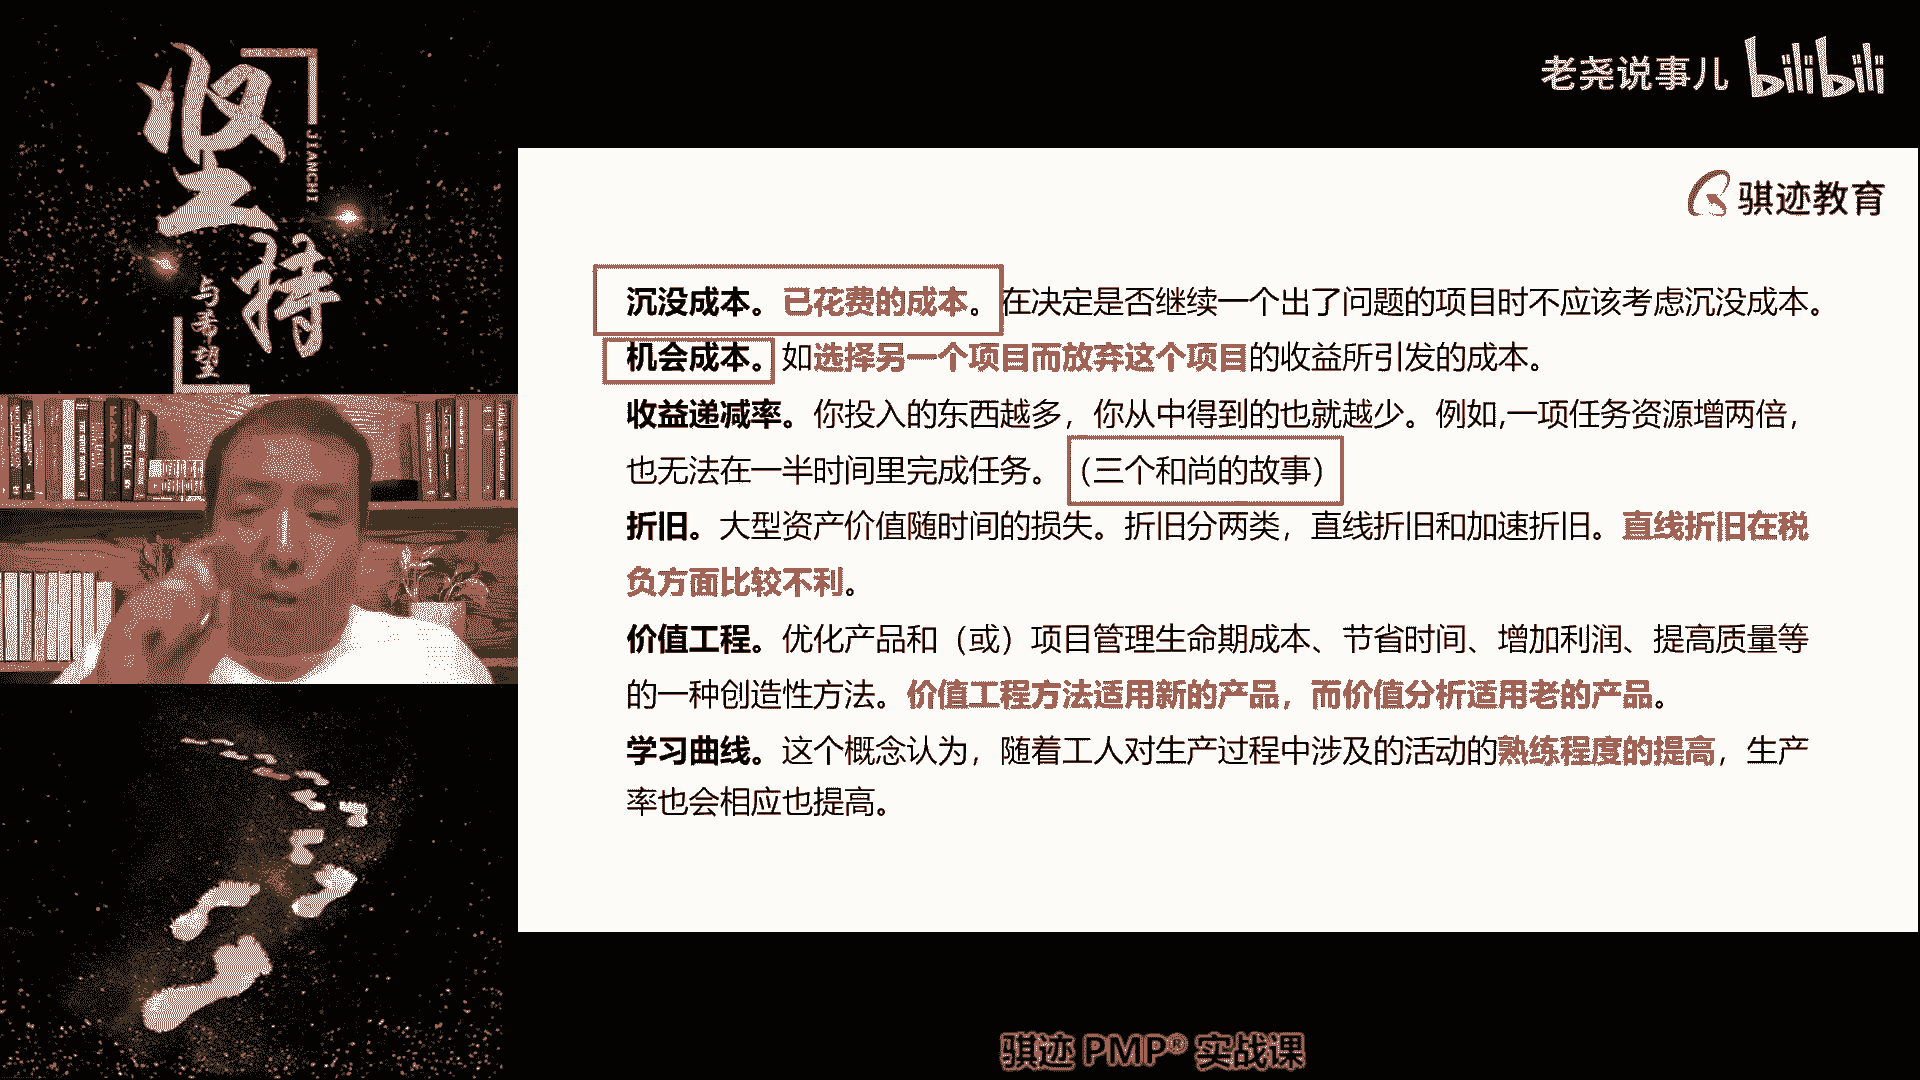 坚持
JIANCHI
与希望
老尧说事儿 bilibili
骐迹教育
沉没成本。已花费的成本。在决定是否继续一个出了问题的项目时不应该考虑沉没成本。
机会成本。如选择另一个项目而放弃这个项目的收益所引发的成本。
收益递减率。你投入的东西越多，你从中得到的也就越少。例如,一项任务资源增两倍，
也无法在一半时间里完成任务。（三个和尚的故事）
折旧。大型资产价值随时间的损失。折旧分两类，直线折旧和加速折旧。直线折旧在税
负方面比较不利。
价值工程。优化产品和（或）项目管理生命期成本、节省时间、增加利润、提高质量等
的一种创造性方法。价值工程方法适用新的产品，而价值分析适用老的产品。
学习曲线。这个概念认为，随着工人对生产过程中涉及的活动的熟练程度的提高，生产
率也会相应也提高。
骐迹 PMP® 实战课